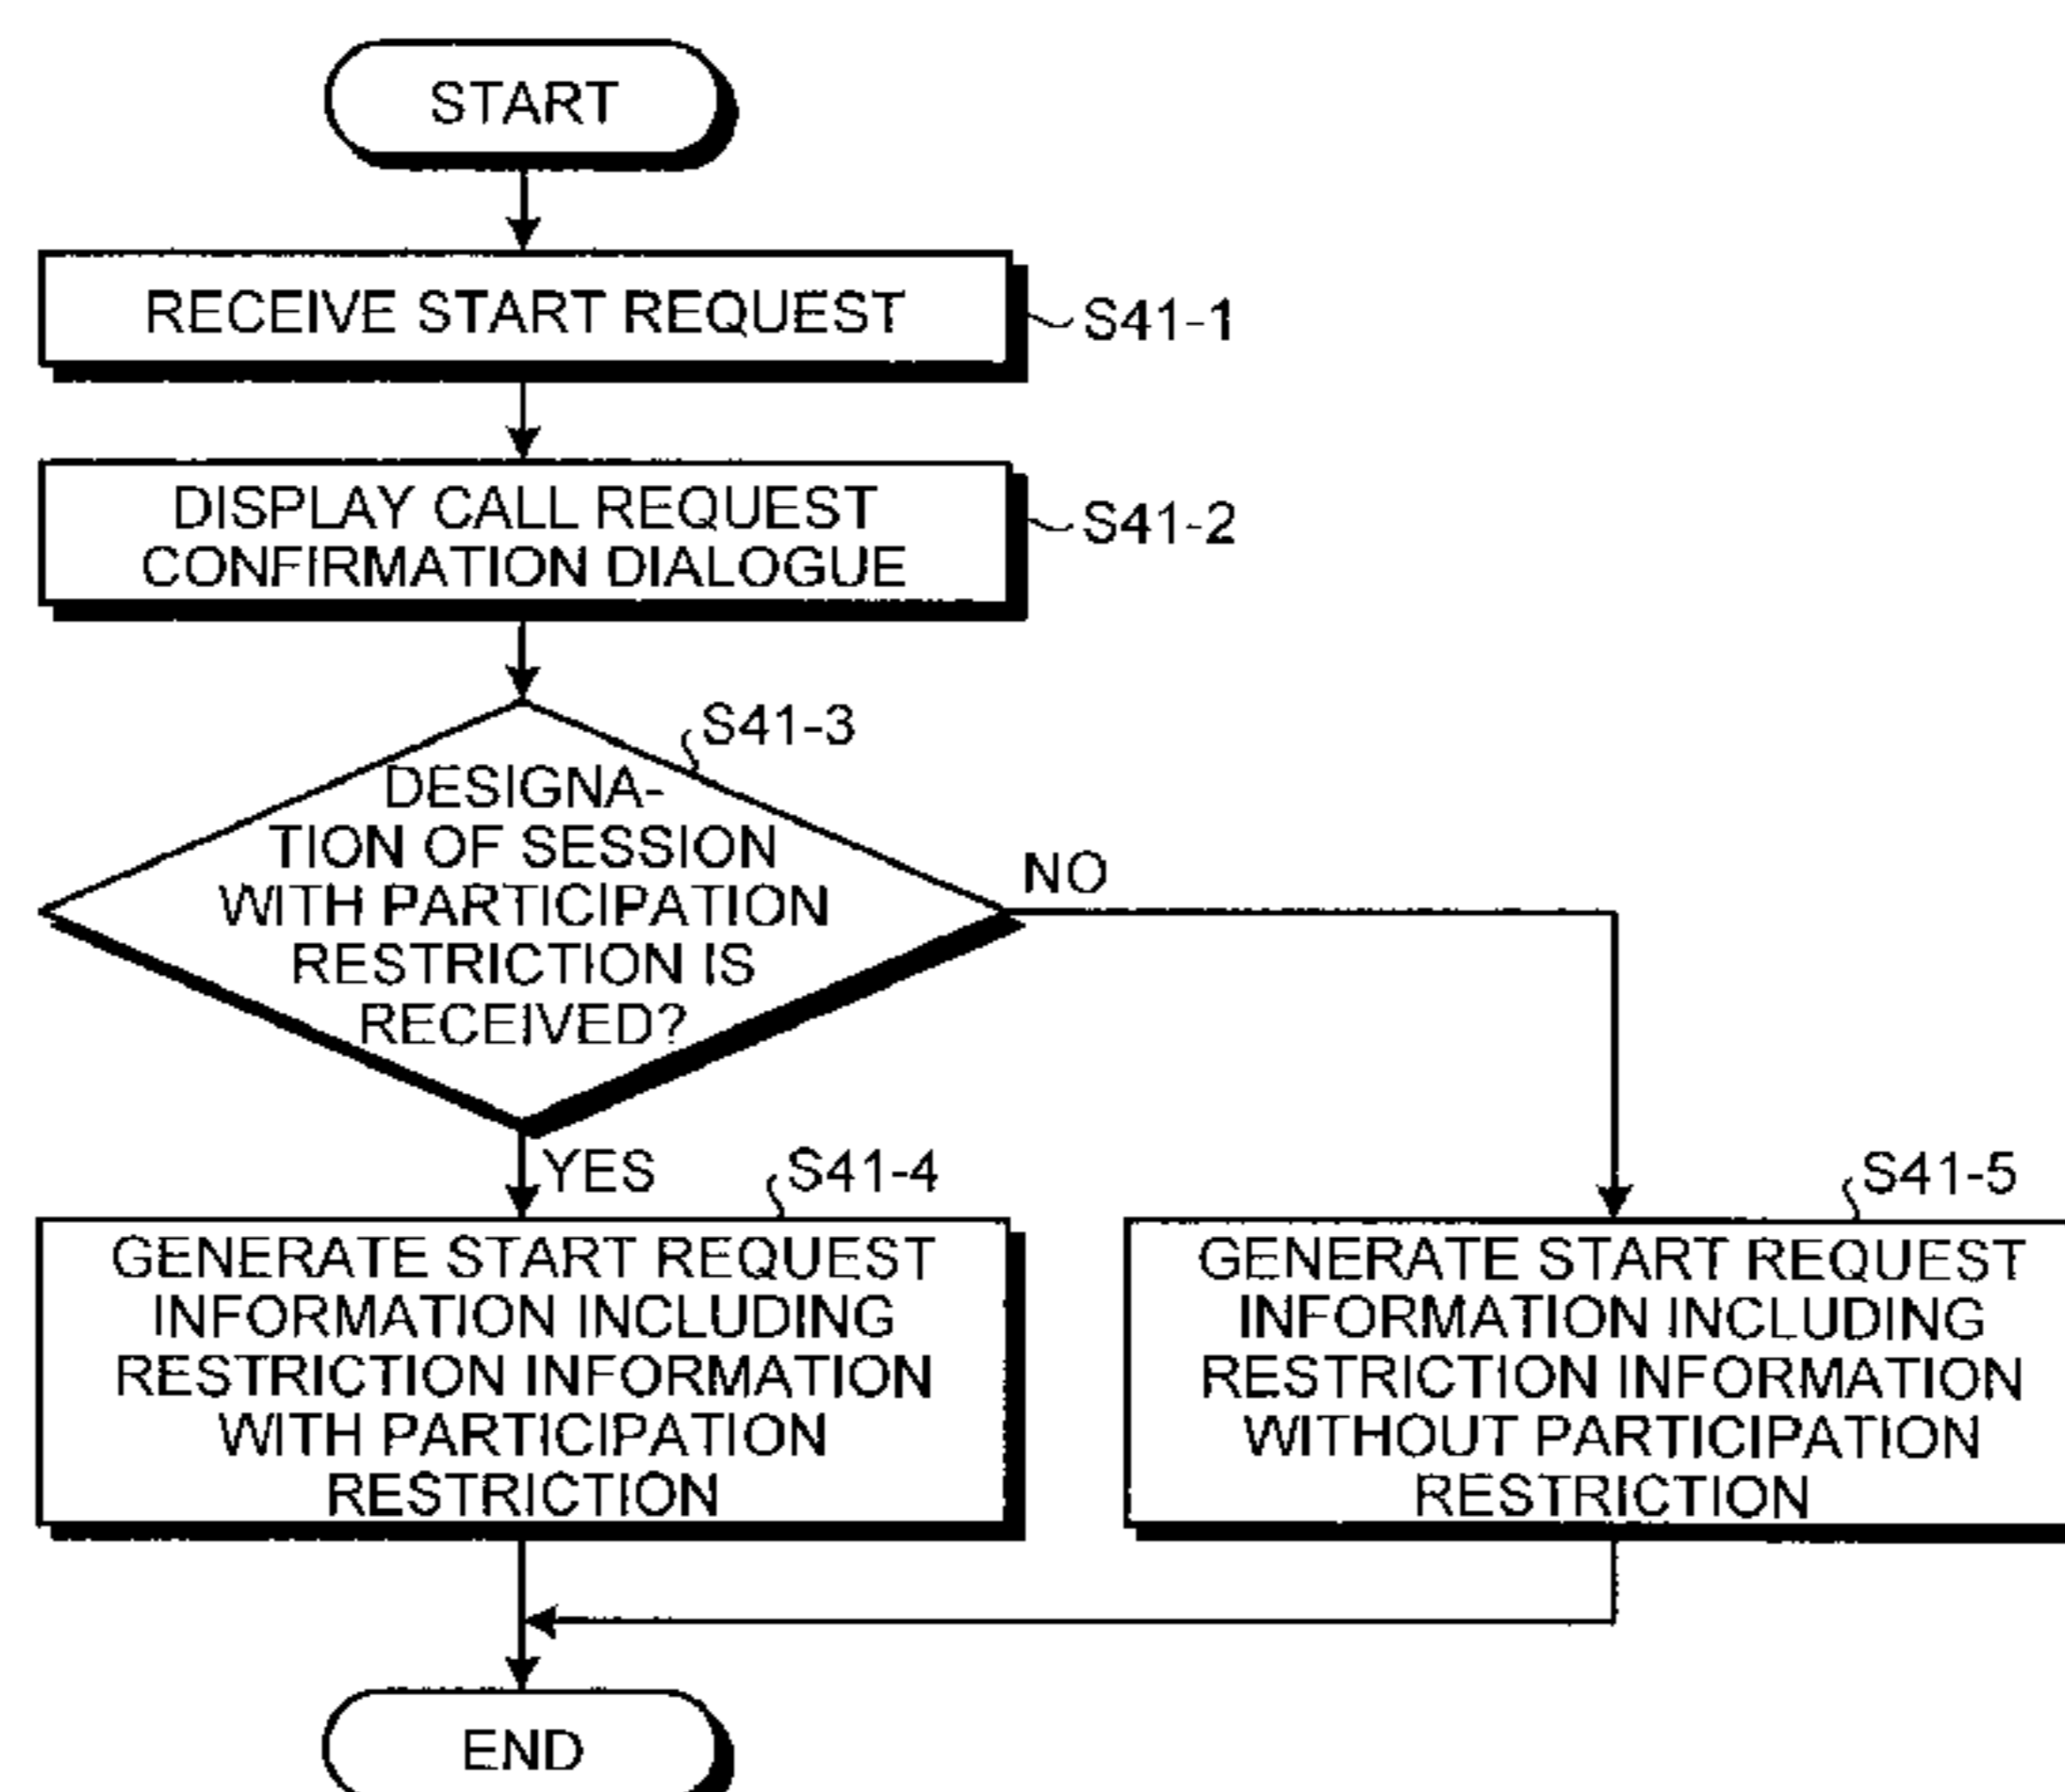 START
RECEIVE START REQUEST
S41-1
DISPLAY CALL REQUEST
CONFIRMATION DIALOGUE
S41-2
S41-3
DESIGNA-
TION OF SESSION
WITH PARTICIPATION
RESTRICTION IS
RECEIVED?
NO
YES
S41-4
GENERATE START REQUEST
INFORMATION INCLUDING
RESTRICTION INFORMATION
WITH PARTICIPATION
RESTRICTION
S41-5
GENERATE START REQUEST
INFORMATION INCLUDING
RESTRICTION INFORMATION
WITHOUT PARTICIPATION
RESTRICTION
END